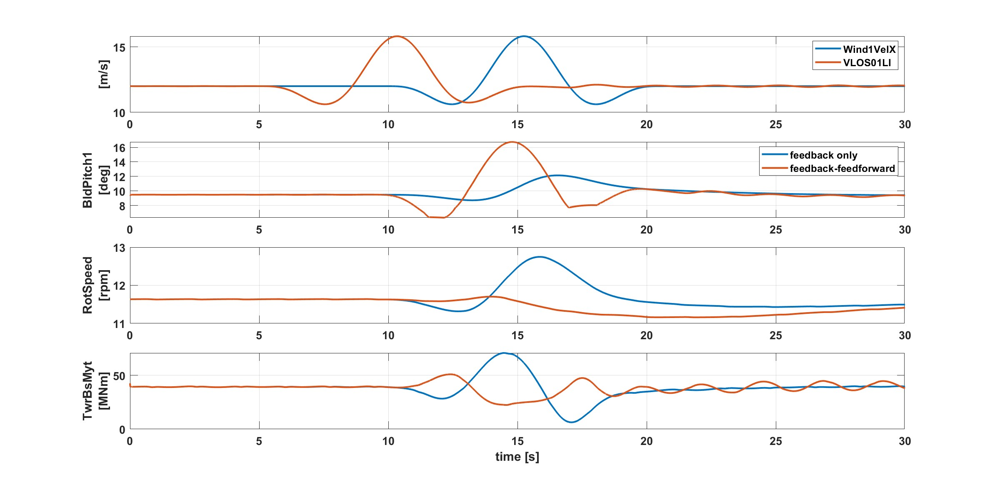 15
10
[m/s]
Wind1VelX
VLOS01LI
0 5 10 15 20 25 30
16
14
12
10
8
BldPitch1
[deg]
feedback only
feedback-feedforward
0 5 10 15 20 25 30
13
12
11
RotSpeed
[rpm]
0 5 10 15 20 25 30
50
0
TwrBsMyt
[MNm]
0 5 10 15 20 25 30
time [s]